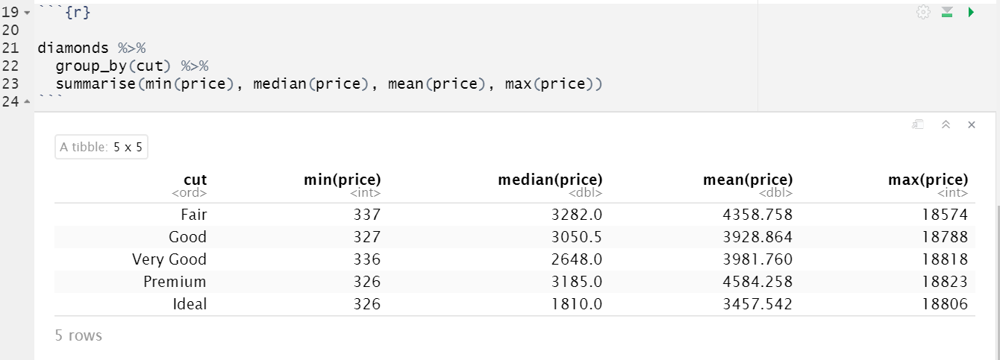 19 ```{r}
20
21 diamonds %>%
22   group_by(cut) %>%
23   summarise(min(price), median(price), mean(price), max(price))
24 ```
A tibble: 5 x 5
cut min(price) median(price) mean(price) max(price)
<ord> <int> <dbl> <dbl> <int>
Fair 337 3282.0 4358.758 18574
Good 327 3050.5 3928.864 18788
Very Good 336 2648.0 3981.760 18818
Premium 326 3185.0 4584.258 18823
Ideal 326 1810.0 3457.542 18806
5 rows